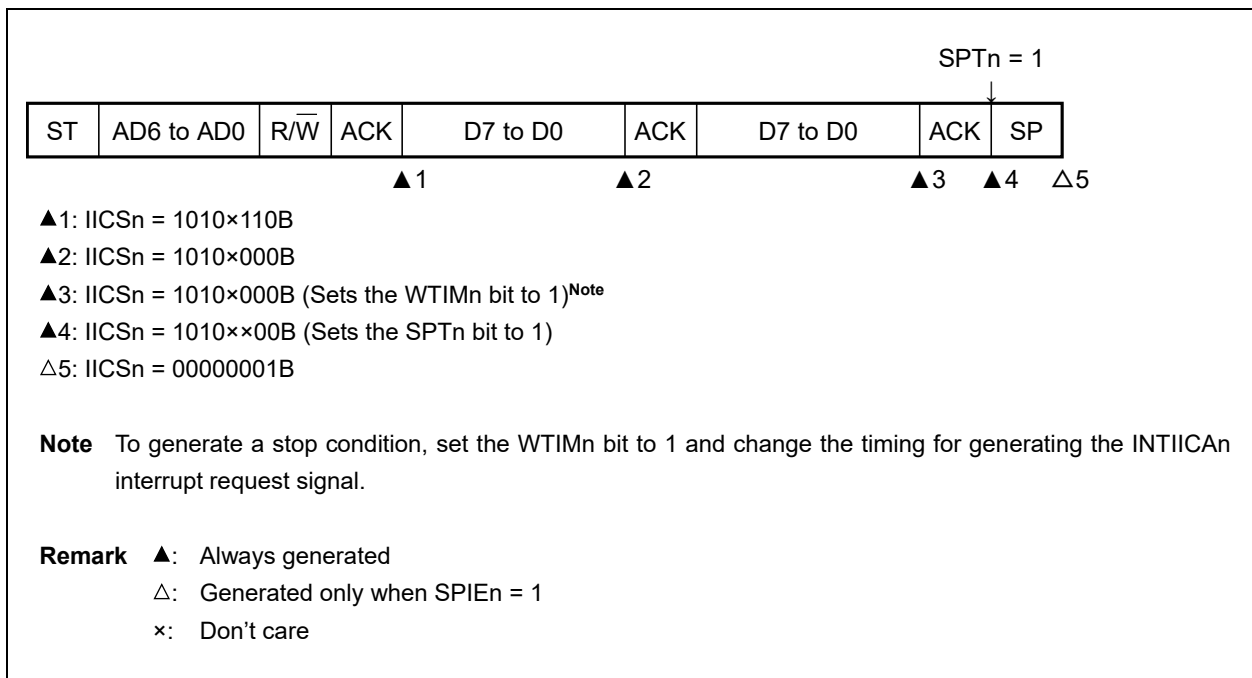 SPTn = 1
↓
ST AD6 to AD0 R/W̅ ACK D7 to D0 ACK D7 to D0 ACK SP
▲1 ▲2 ▲3 ▲4 △5
▲1: IICSn = 1010×110B
▲2: IICSn = 1010×000B
▲3: IICSn = 1010×000B (Sets the WTIMn bit to 1)Note
▲4: IICSn = 1010××00B (Sets the SPTn bit to 1)
△5: IICSn = 00000001B
Note To generate a stop condition, set the WTIMn bit to 1 and change the timing for generating the INTIICAn
interrupt request signal.
Remark ▲: Always generated
△: Generated only when SPIEn = 1
×: Don't care